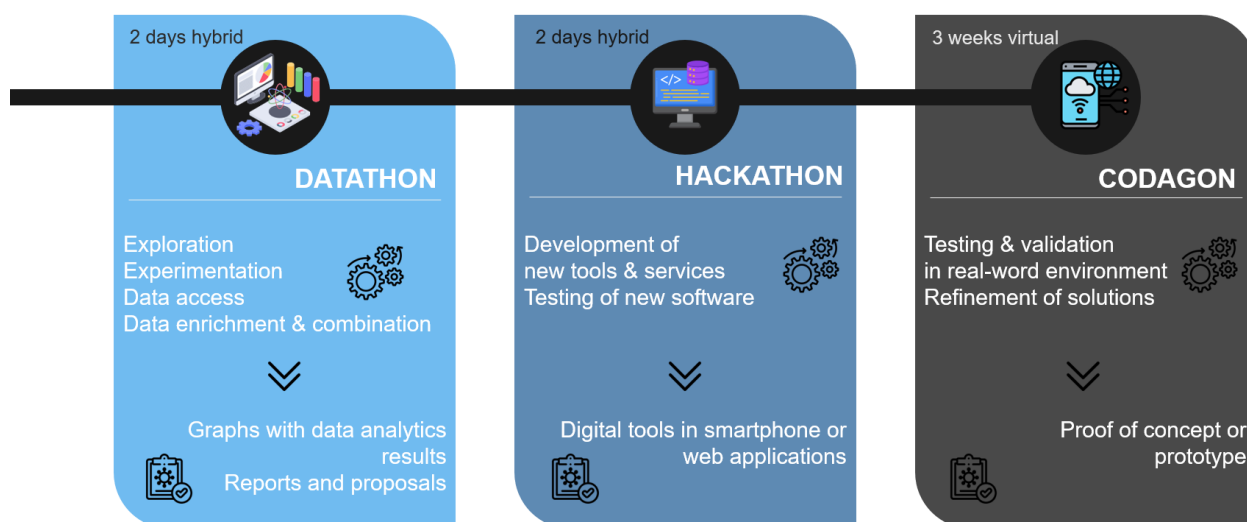 2 days hybrid
DATATHON
Exploration
Experimentation
Data access
Data enrichment & combination
Graphs with data analytics
results
Reports and proposals
2 days hybrid
</>
HACKATHON
Development of
new tools & services
Testing of new software
Digital tools in smartphone or
web applications
3 weeks virtual
CODAGON
Testing & validation
in real-word environment
Refinement of solutions
Proof of concept or
prototype